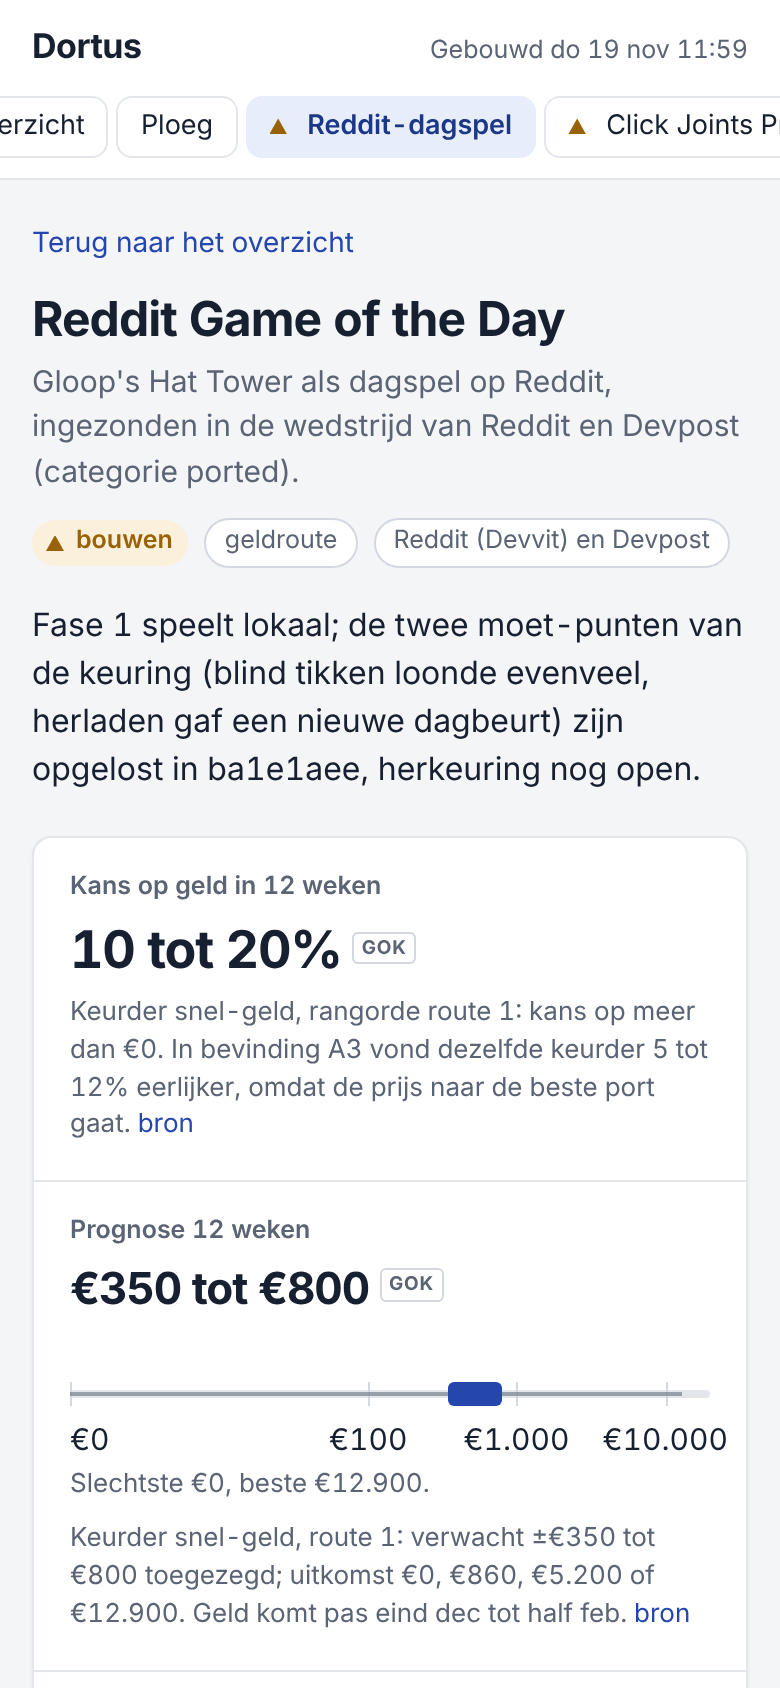 Dortus
Gebouwd do 19 nov 11:59
erzicht
Ploeg
▲ Reddit-dagspel
▲ Click Joints P
Terug naar het overzicht
Reddit Game of the Day
Gloop's Hat Tower als dagspel op Reddit,
ingezonden in de wedstrijd van Reddit en Devpost
(categorie ported).
▲ bouwen
geldroute
Reddit (Devvit) en Devpost
Fase 1 speelt lokaal; de twee moet-punten van
de keuring (blind tikken loonde evenveel,
herladen gaf een nieuwe dagbeurt) zijn
opgelost in ba1e1aee, herkeuring nog open.
Kans op geld in 12 weken
10 tot 20% GOK
Keurder snel-geld, rangorde route 1: kans op meer
dan €0. In bevinding A3 vond dezelfde keurder 5 tot
12% eerlijker, omdat de prijs naar de beste port
gaat. bron
Prognose 12 weken
€350 tot €800 GOK
€0 €100 €1.000 €10.000
Slechtste €0, beste €12.900.
Keurder snel-geld, route 1: verwacht ±€350 tot
€800 toegezegd; uitkomst €0, €860, €5.200 of
€12.900. Geld komt pas eind dec tot half feb. bron